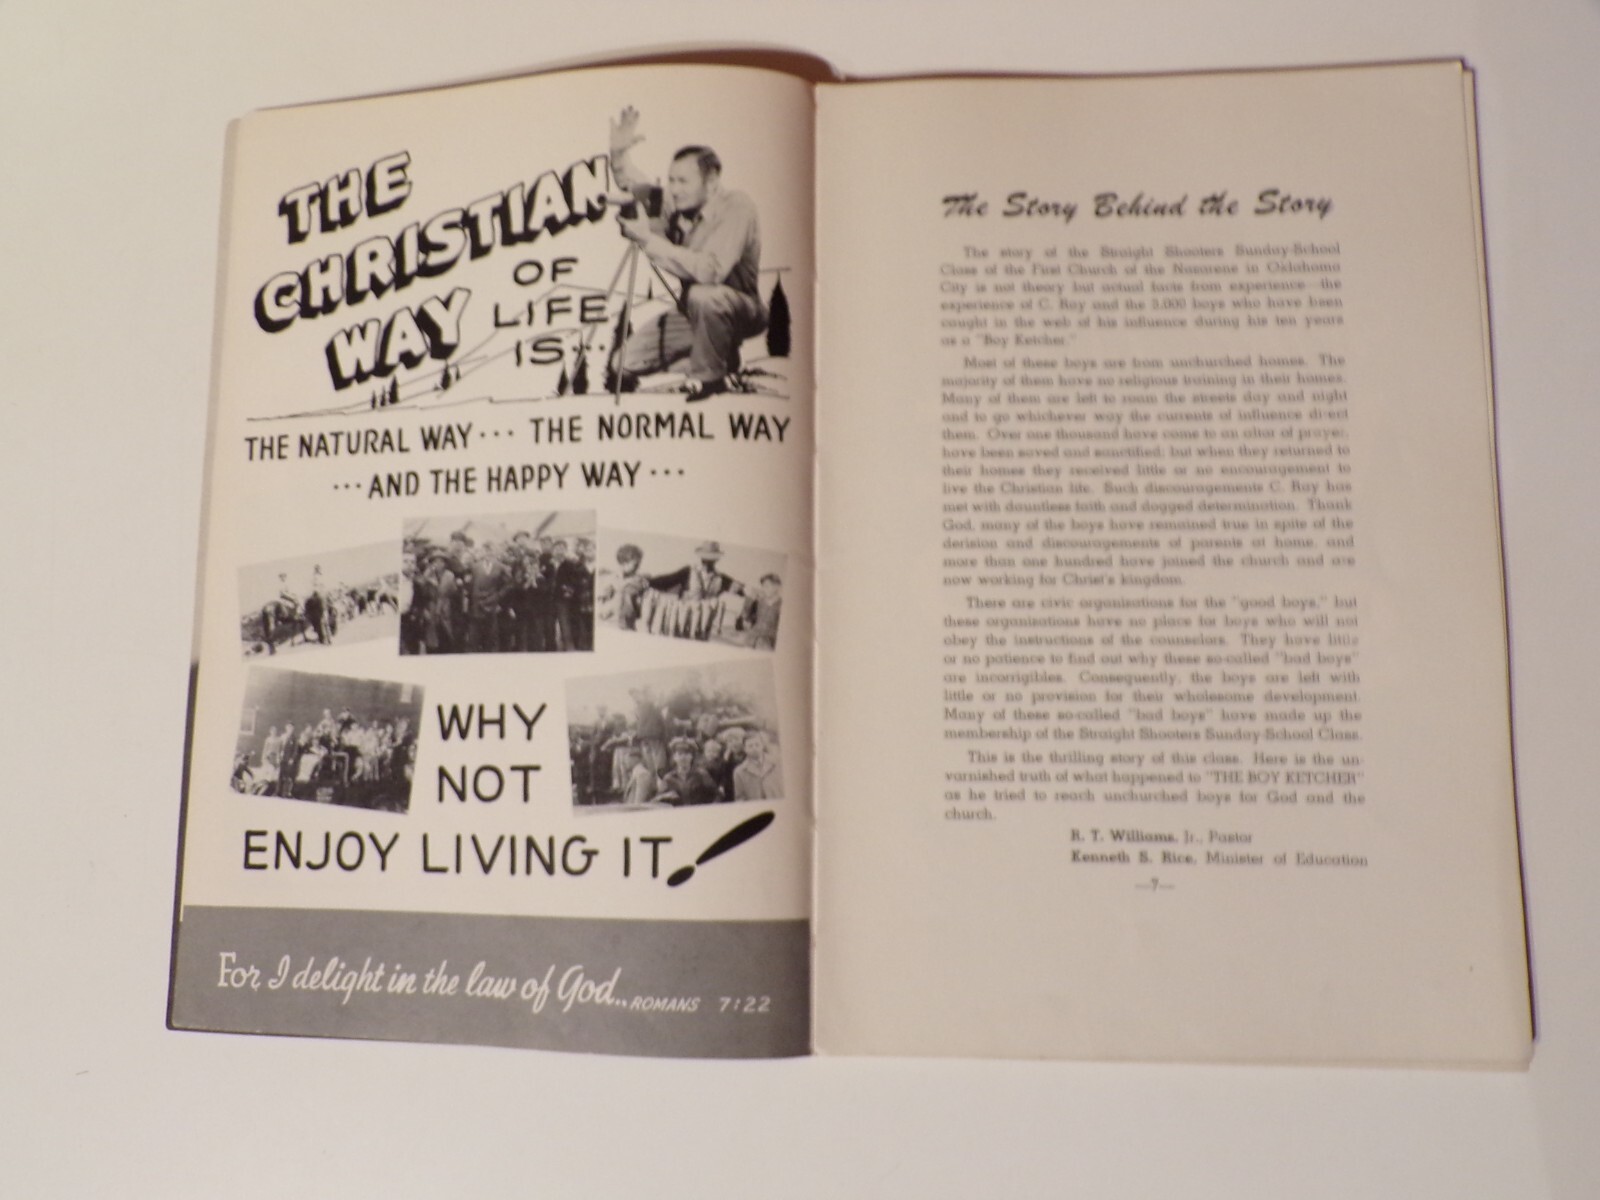 THE
CHRISTIAN
WAY
OF
LIFE
IS...
THE NATURAL WAY... THE NORMAL WAY
...AND THE HAPPY WAY...
WHY
NOT
ENJOY LIVING IT!
For, I delight in the law of God.. ROMANS 7:22
The Story Behind the Story
The story of the Straight Shooters Sunday-School
Class of the First Church of the Nazarene in Oklahoma
City is not theory but actual facts from experience—the
experience of C. Ray and the 3,000 boys who have been
caught in the web of his influence during his ten years
as a "Boy Ketcher."
Most of these boys are from unchurched homes. The
majority of them have no religious training in their homes.
Many of them are left to roam the streets day and night
and to go whichever way the currents of influence direct
them. Over one thousand have come to an altar of prayer,
have been saved and sanctified; but when they returned to
their homes they received little or no encouragement to
live the Christian life. Such discouragements C. Ray has
met with dauntless faith and dogged determination. Thank
God, many of the boys have remained true in spite of the
derision and discouragements of parents at home, and
more than one hundred have joined the church and are
now working for Christ's kingdom.
There are civic organizations for the "good boys," but
these organizations have no place for boys who will not
obey the instructions of the counselors. They have little
or no patience to find out why these so-called "bad boys"
are incorrigibles. Consequently, the boys are left with
little or no provision for their wholesome development.
Many of these so-called "bad boys" have made up the
membership of the Straight Shooters Sunday-School Class.
This is the thrilling story of this class. Here is the un-
varnished truth of what happened to "THE BOY KETCHER"
as he tried to reach unchurched boys for God and the
church.
R. T. Williams, Jr., Pastor
Kenneth S. Rice, Minister of Education
—7—